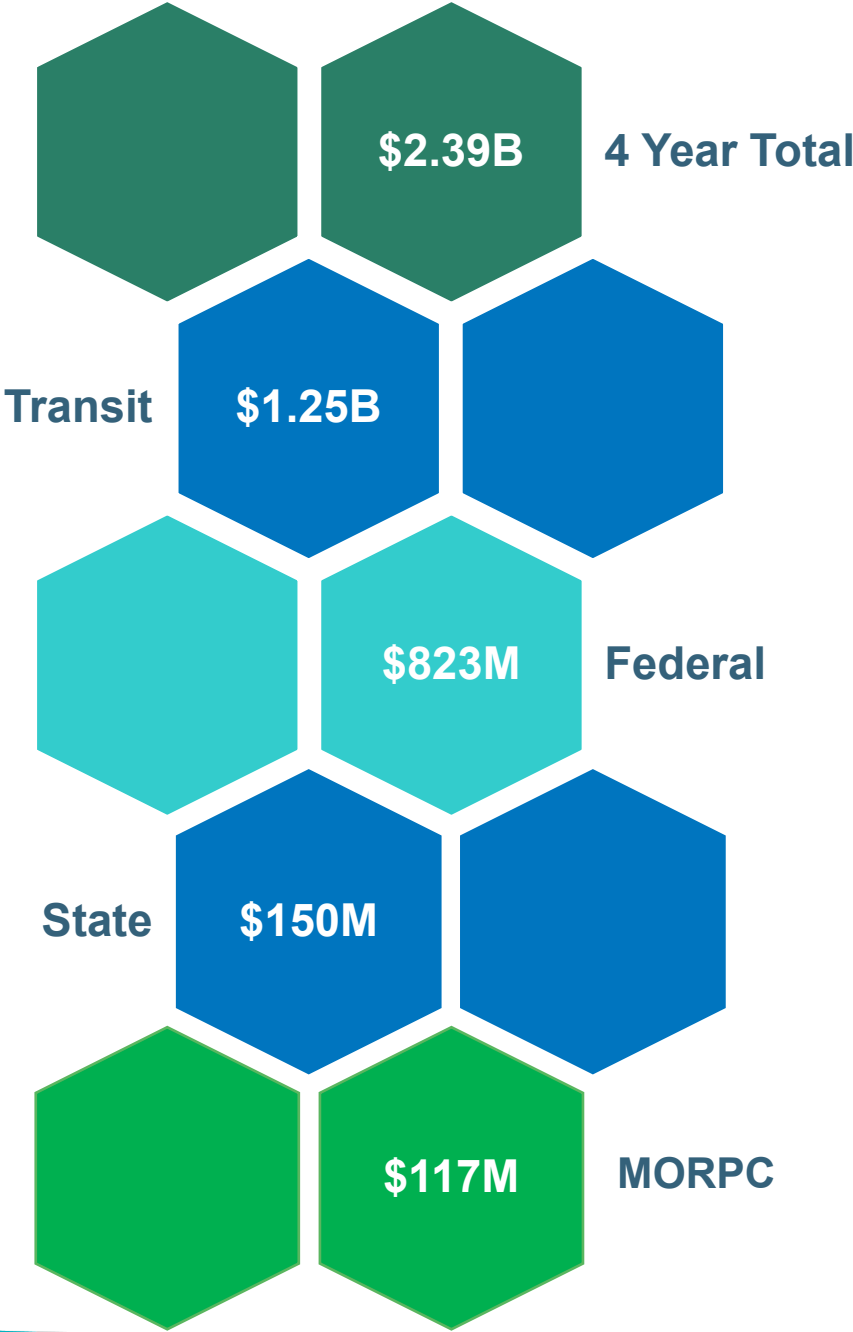 $2.39B 4 Year Total
Transit $1.25B
$823M Federal
State $150M
$117M MORPC